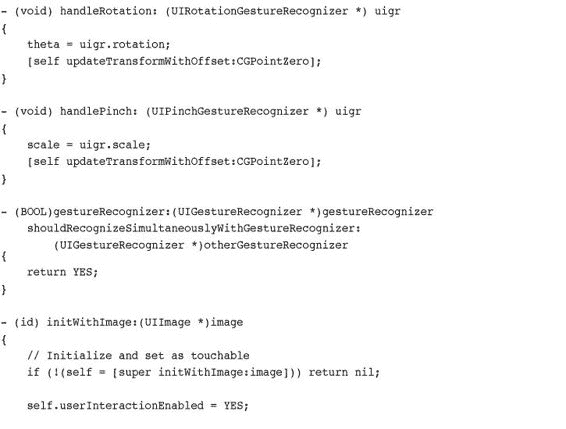 - (void) handleRotation: (UIRotationGestureRecognizer *) uigr
{
    theta = uigr.rotation;
    [self updateTransformWithOffset:CGPointZero];
}

- (void) handlePinch: (UIPinchGestureRecognizer *) uigr
{
    scale = uigr.scale;
    [self updateTransformWithOffset:CGPointZero];
}

- (BOOL)gestureRecognizer:(UIGestureRecognizer *)gestureRecognizer
    shouldRecognizeSimultaneouslyWithGestureRecognizer:
        (UIGestureRecognizer *)otherGestureRecognizer
{
    return YES;
}

- (id) initWithImage:(UIImage *)image
{
    // Initialize and set as touchable
    if (!(self = [super initWithImage:image])) return nil;

    self.userInteractionEnabled = YES;